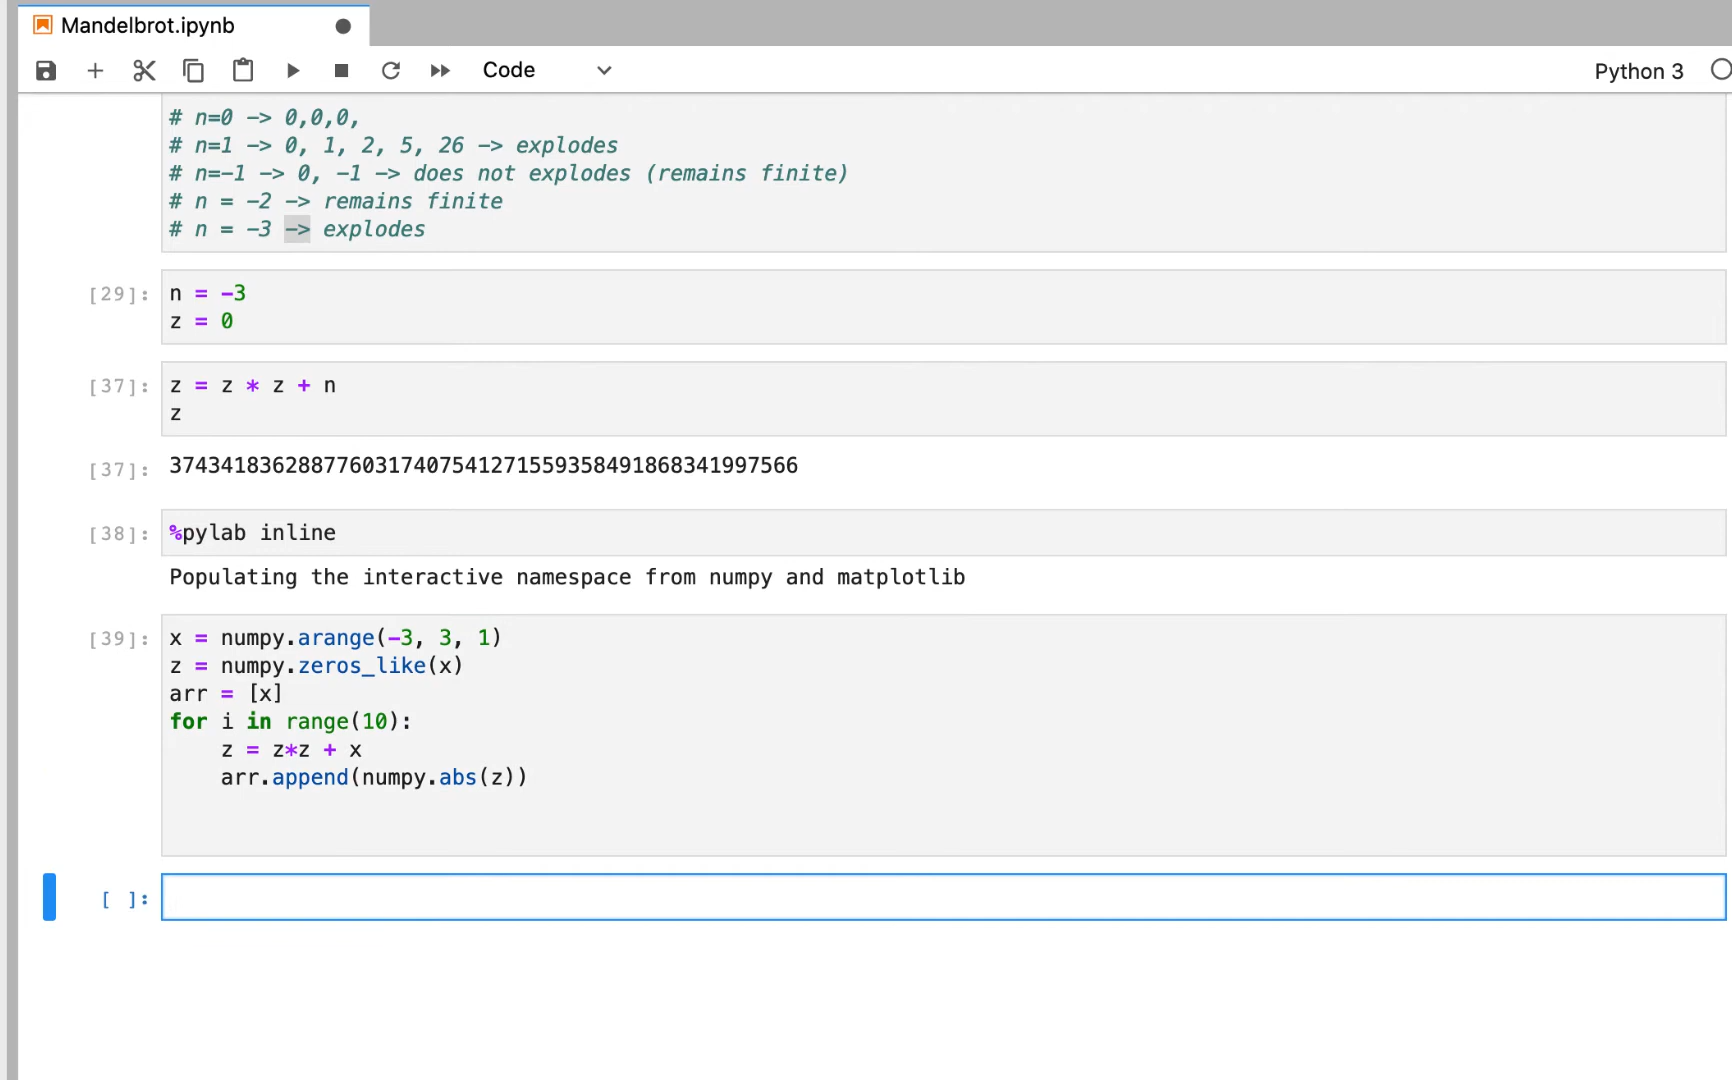 Mandelbrot.ipynb
Code
Python 3
# n=0 -> 0,0,0,
# n=1 -> 0, 1, 2, 5, 26 -> explodes
# n=-1 -> 0, -1 -> does not explodes (remains finite)
# n = -2 -> remains finite
# n = -3 -> explodes
[29]:
n = -3
z = 0
[37]:
z = z * z + n
z
[37]:
3743418362887760317407541271559358491868341997566
[38]:
%pylab inline
Populating the interactive namespace from numpy and matplotlib
[39]:
x = numpy.arange(-3, 3, 1)
z = numpy.zeros_like(x)
arr = [x]
for i in range(10):
    z = z*z + x
    arr.append(numpy.abs(z))
[ ]: